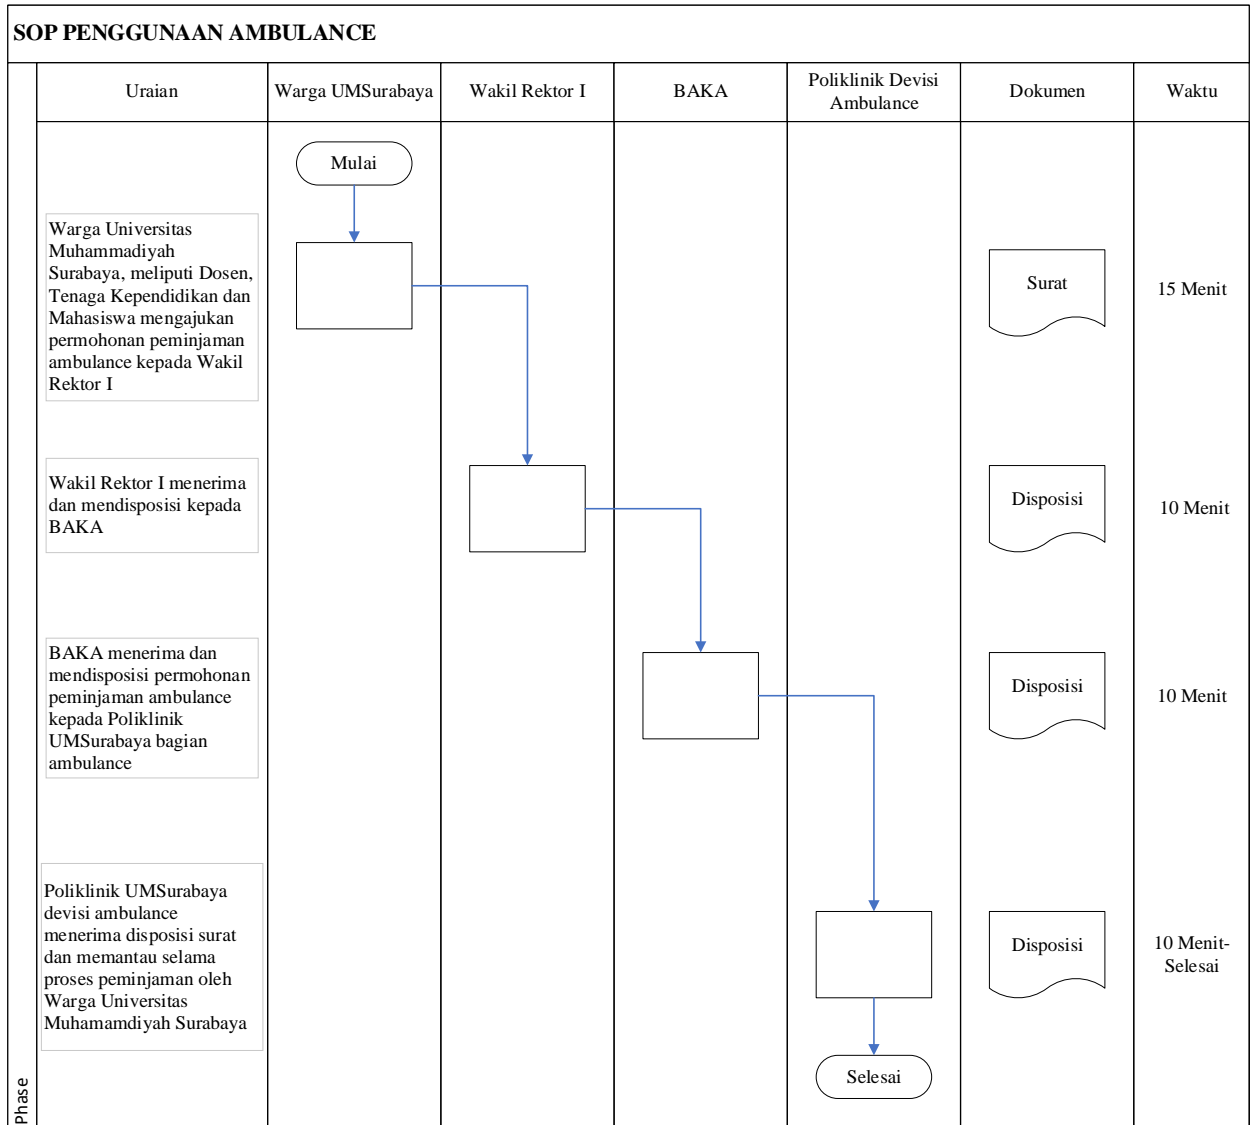 SOP PENGGUNAAN AMBULANCE
Uraian
Warga UMSurabaya
Wakil Rektor I
BAKA
Poliklinik Devisi
Ambulance
Dokumen
Waktu
Mulai
Warga Universitas
Muhammadiyah
Surabaya, meliputi Dosen,
Tenaga Kependidikan dan
Mahasiswa mengajukan
permohonan peminjaman
ambulance kepada Wakil
Rektor I
Surat
15 Menit
Wakil Rektor I menerima
dan mendisposisi kepada
BAKA
Disposisi
10 Menit
BAKA menerima dan
mendisposisi permohonan
peminjaman ambulance
kepada Poliklinik
UMSurabaya bagian
ambulance
Disposisi
10 Menit
Poliklinik UMSurabaya
devisi ambulance
menerima disposisi surat
dan memantau selama
proses peminjaman oleh
Warga Universitas
Muhamamdiyah Surabaya
Disposisi
10 Menit-
Selesai
Selesai
Phase